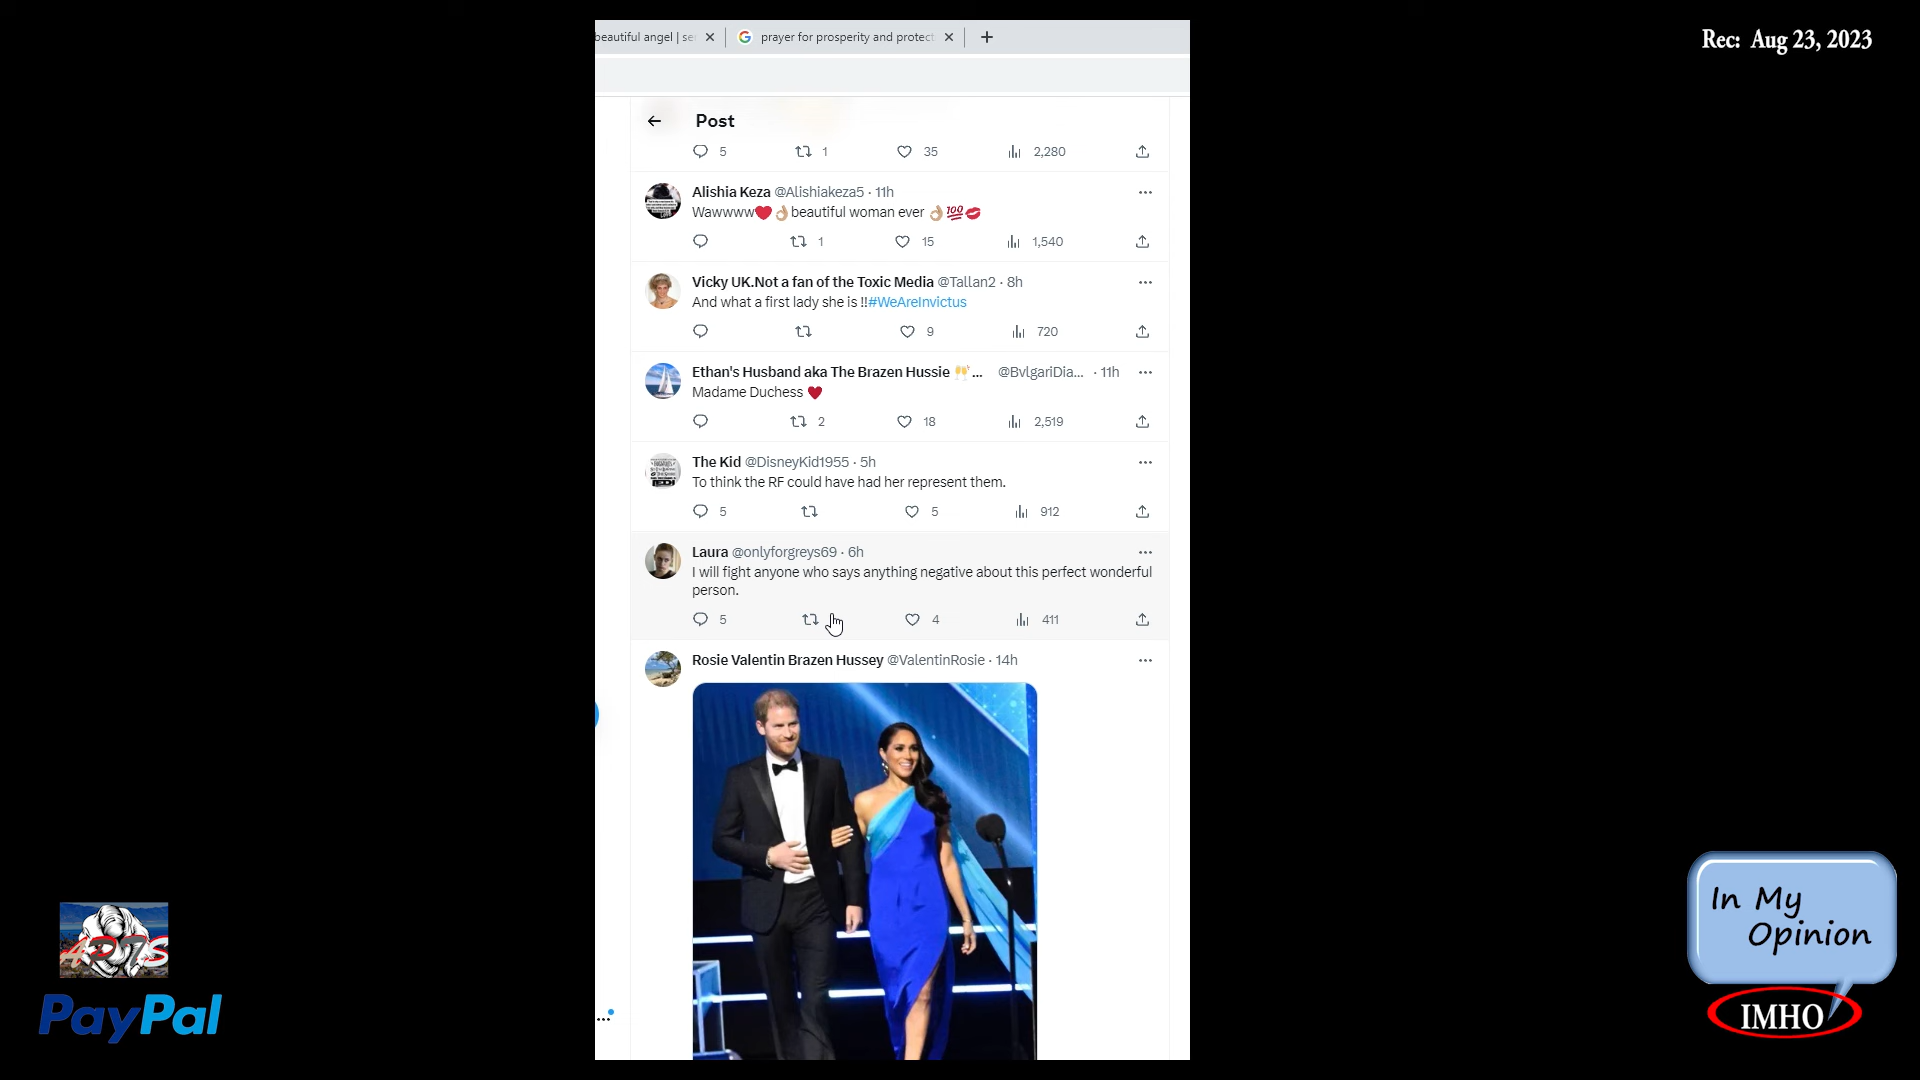 beautiful angel | se
prayer for prosperity and protect
Rec: Aug 23, 2023
Post
5 1 35 2,280
Alishia Keza @Alishiakeza5 · 11h
Wawwww❤️👌🏼beautiful woman ever 👌🏼💯💋
1 15 1,540
Vicky UK.Not a fan of the Toxic Media @Tallan2 · 8h
And what a first lady she is !!#WeAreInvictus
9 720
Ethan's Husband aka The Brazen Hussie 🥂... @BvlgariDia... · 11h
Madame Duchess ♥️
2 18 2,519
The Kid @DisneyKid1955 · 5h
To think the RF could have had her represent them.
5 5 912
Laura @onlyforgreys69 · 6h
I will fight anyone who says anything negative about this perfect wonderful
person.
5 4 411
Rosie Valentin Brazen Hussey @ValentinRosie · 14h
PayPal
In My
Opinion
IMHO